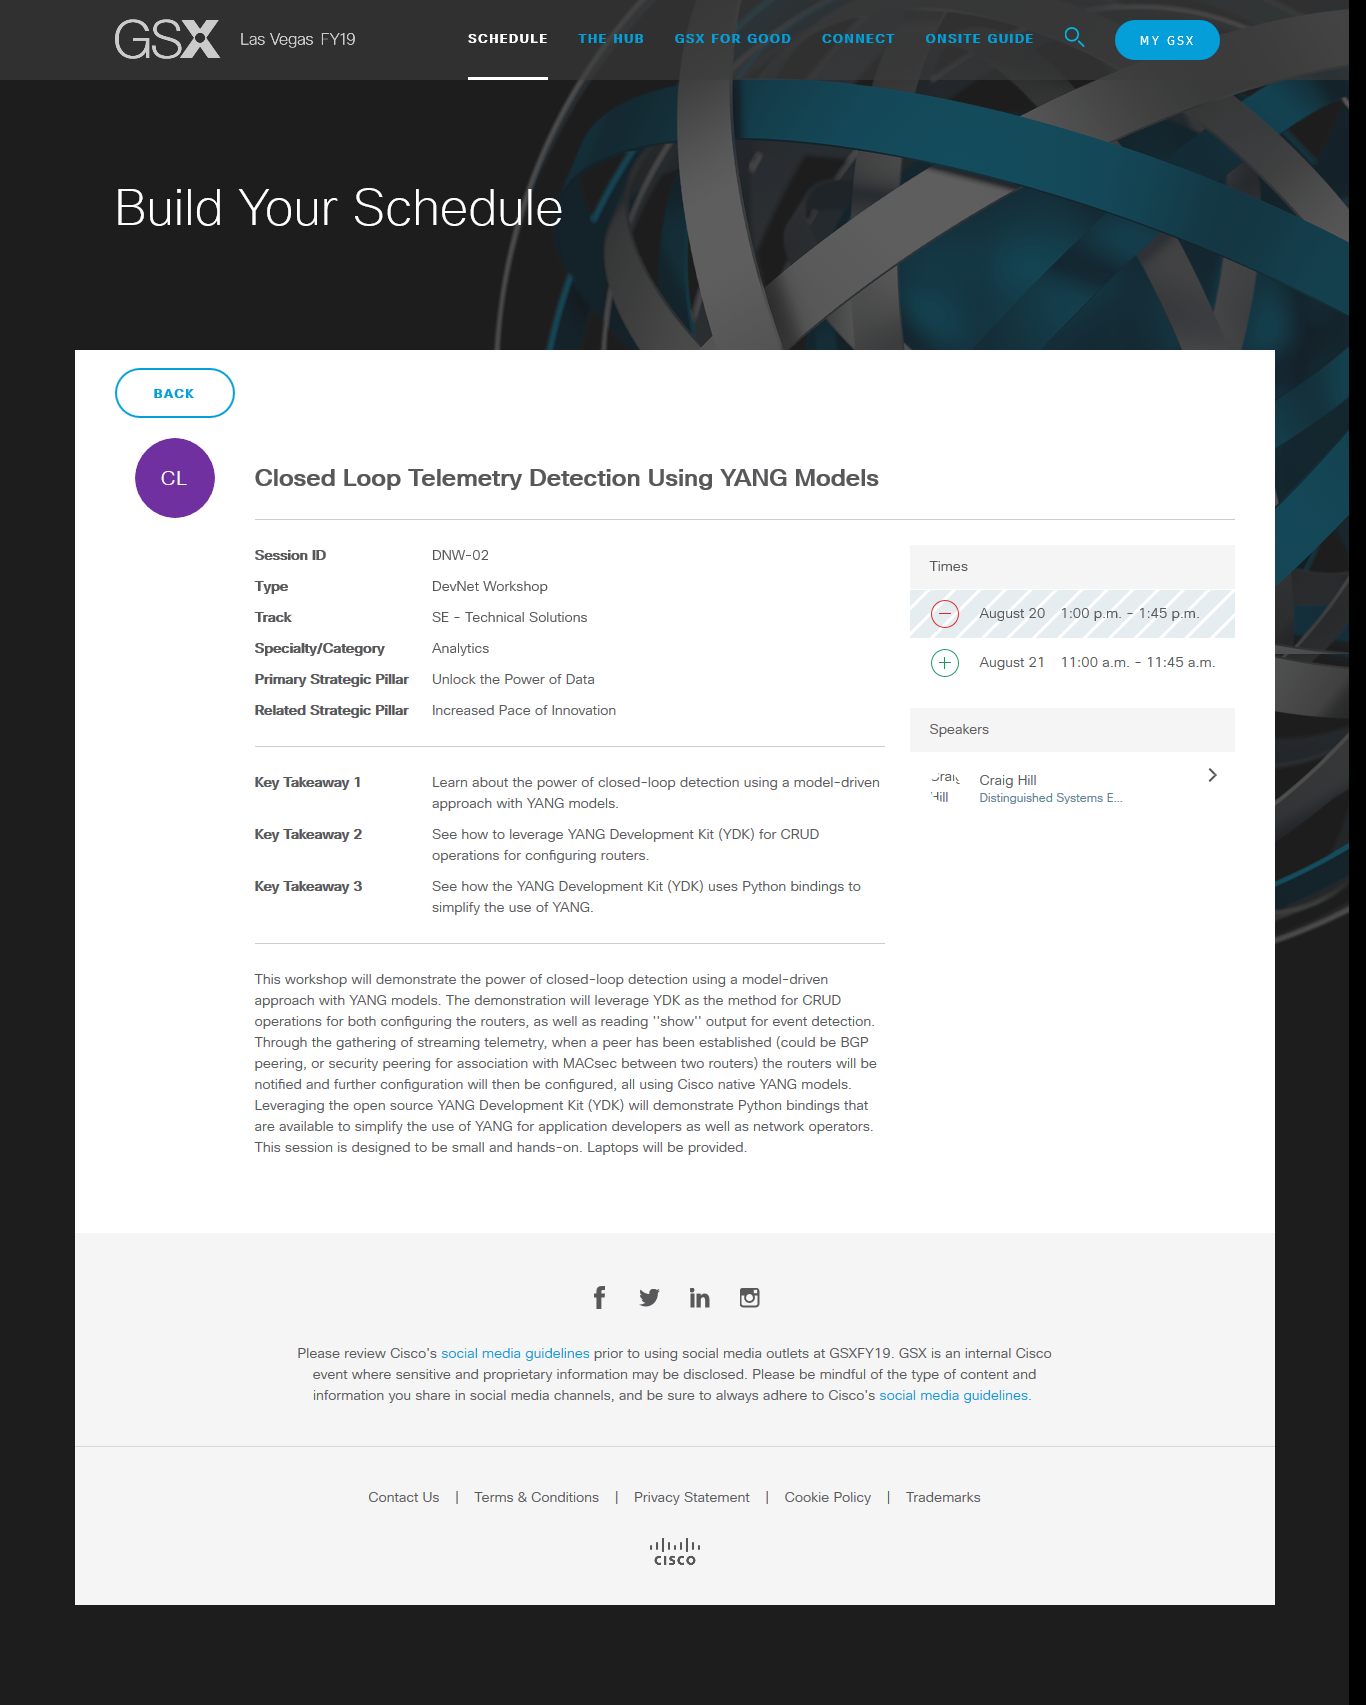 GSX Las Vegas FY19 SCHEDULE THE HUB GSX FOR GOOD CONNECT ONSITE GUIDE MY GSX
Build Your Schedule
BACK
CL
Closed Loop Telemetry Detection Using YANG Models
Session ID DNW-02
Type DevNet Workshop
Track SE - Technical Solutions
Specialty/Category Analytics
Primary Strategic Pillar Unlock the Power of Data
Related Strategic Pillar Increased Pace of Innovation
Key Takeaway 1 Learn about the power of closed-loop detection using a model-driven
approach with YANG models.
Key Takeaway 2 See how to leverage YANG Development Kit (YDK) for CRUD
operations for configuring routers.
Key Takeaway 3 See how the YANG Development Kit (YDK) uses Python bindings to
simplify the use of YANG.
This workshop will demonstrate the power of closed-loop detection using a model-driven
approach with YANG models. The demonstration will leverage YDK as the method for CRUD
operations for both configuring the routers, as well as reading ''show'' output for event detection.
Through the gathering of streaming telemetry, when a peer has been established (could be BGP
peering, or security peering for association with MACsec between two routers) the routers will be
notified and further configuration will then be configured, all using Cisco native YANG models.
Leveraging the open source YANG Development Kit (YDK) will demonstrate Python bindings that
are available to simplify the use of YANG for application developers as well as network operators.
This session is designed to be small and hands-on. Laptops will be provided.
Times
August 20 1:00 p.m. - 1:45 p.m.
August 21 11:00 a.m. - 11:45 a.m.
Speakers
Craig Hill
Craig Hill
Distinguished Systems E...
Please review Cisco's social media guidelines prior to using social media outlets at GSXFY19. GSX is an internal Cisco
event where sensitive and proprietary information may be disclosed. Please be mindful of the type of content and
information you share in social media channels, and be sure to always adhere to Cisco's social media guidelines.
Contact Us | Terms & Conditions | Privacy Statement | Cookie Policy | Trademarks
CISCO